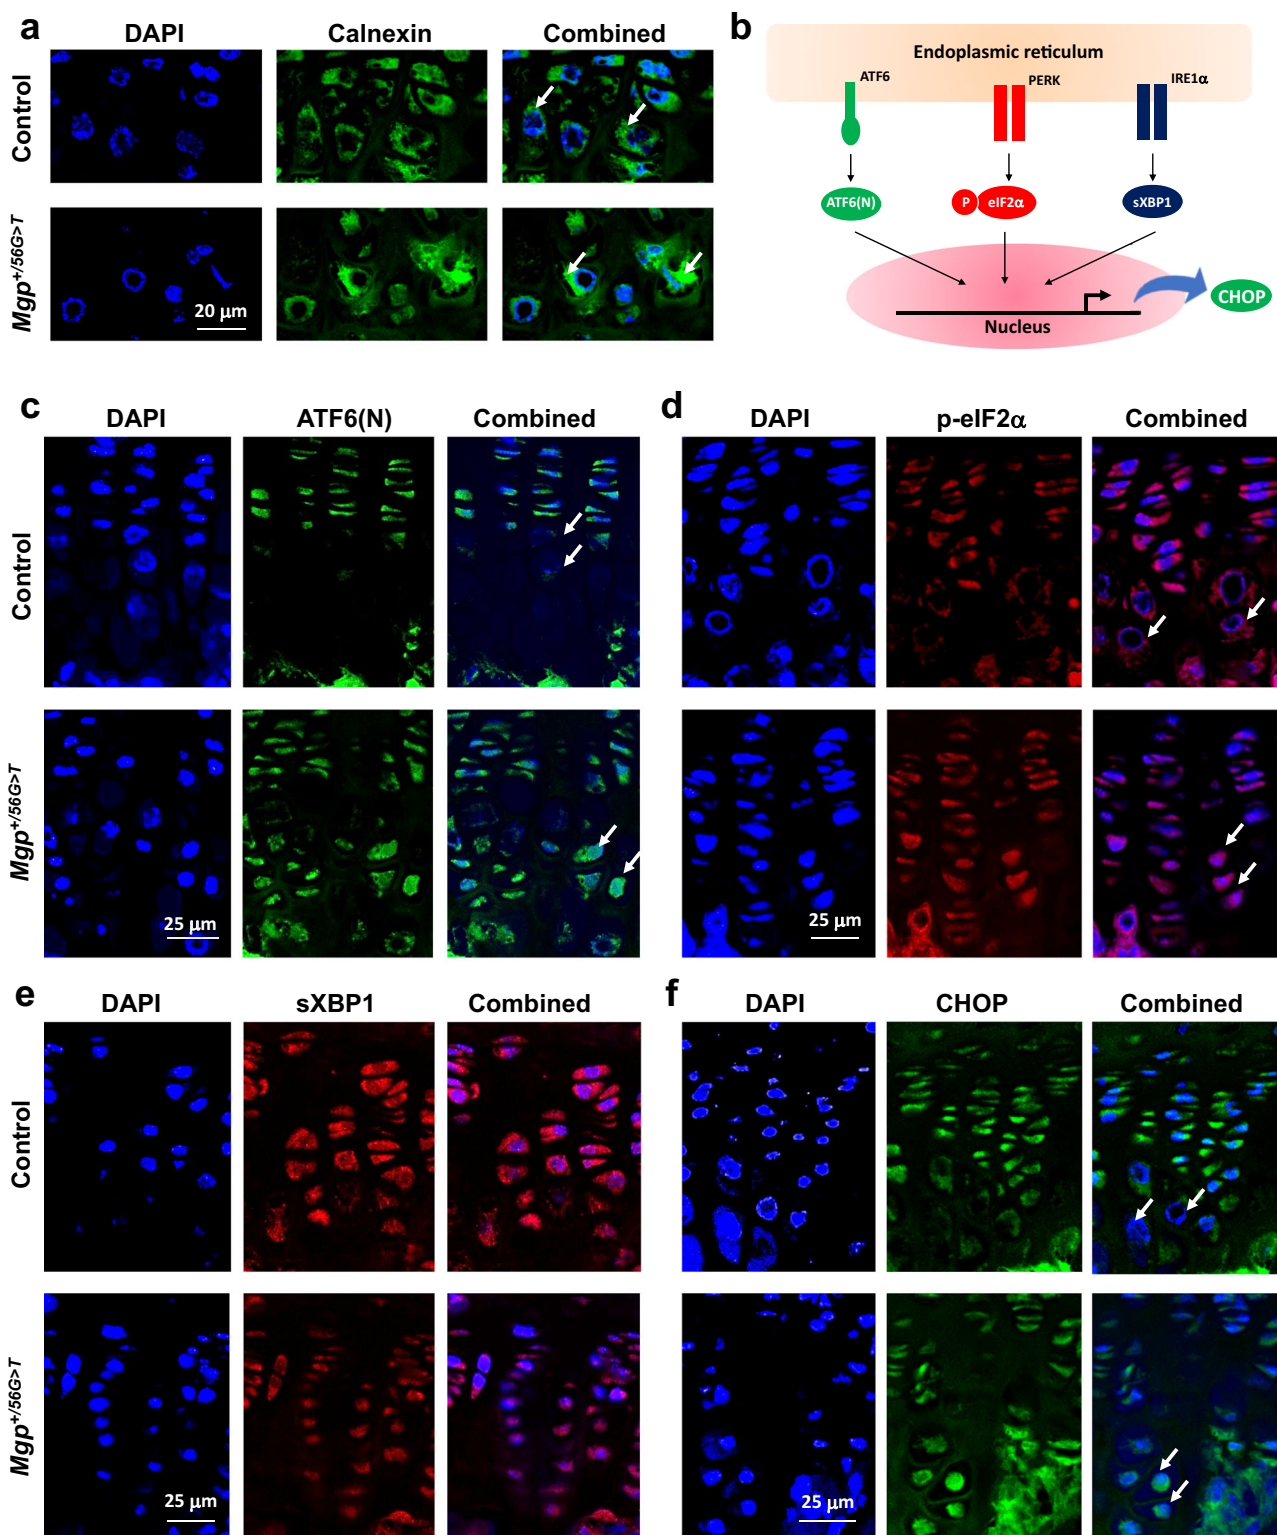 a
DAPI Calnexin Combined
Control
Mgp+/56G>T
20 µm
b
Endoplasmic reticulum
ATF6
PERK
IRE1α
ATF6(N)
P
eIF2α
sXBP1
CHOP
Nucleus
c
DAPI ATF6(N) Combined
Control
Mgp+/56G>T
25 µm
d
DAPI p-eIF2α Combined
25 µm
e
DAPI sXBP1 Combined
Control
Mgp+/56G>T
25 µm
f
DAPI CHOP Combined
25 µm